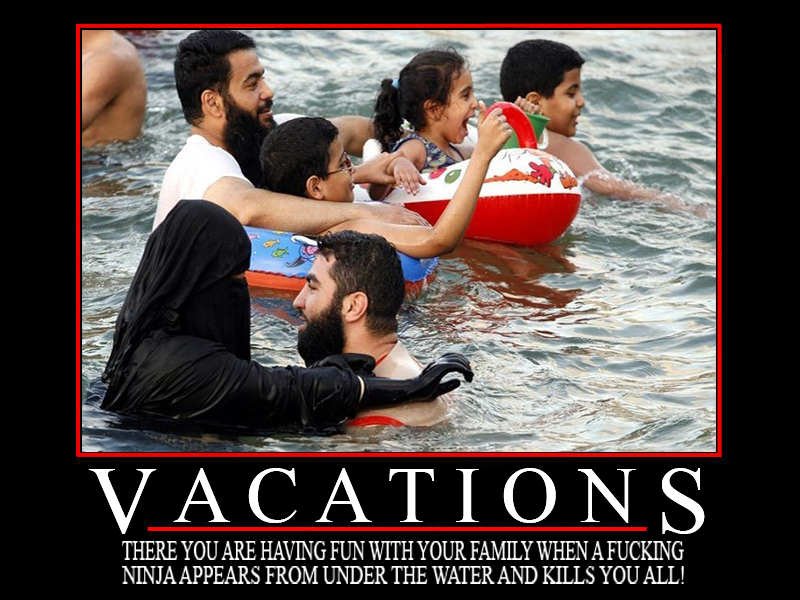 VACATIONS
THERE YOU ARE HAVING FUN WITH YOUR FAMILY WHEN A FUCKING
NINJA APPEARS FROM UNDER THE WATER AND KILLS YOU ALL!